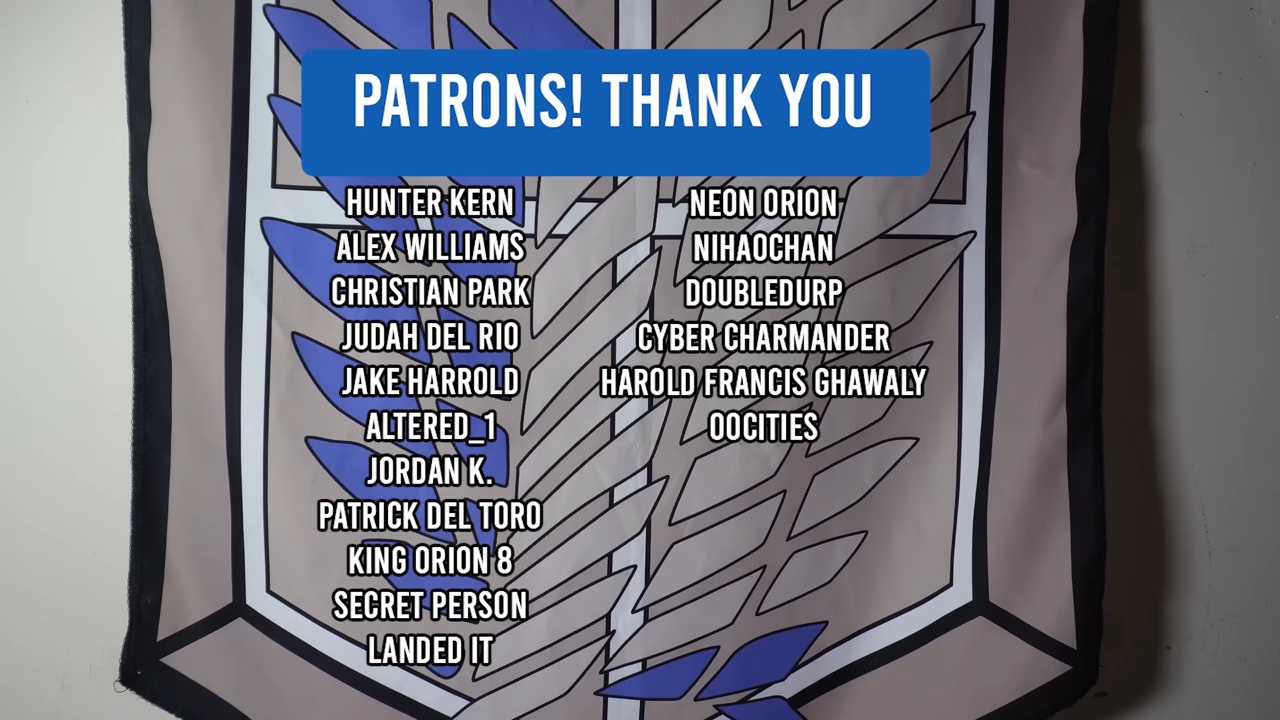 PATRONS! THANK YOU
HUNTER KERN
ALEX WILLIAMS
CHRISTIAN PARK
JUDAH DEL RIO
JAKE HARROLD
ALTERED_1
JORDAN K.
PATRICK DEL TORO
KING ORION 8
SECRET PERSON
LANDED IT
NEON ORION
NIHAOCHAN
DOUBLEDURP
CYBER CHARMANDER
HAROLD FRANCIS GHAWALY
OOCITIES